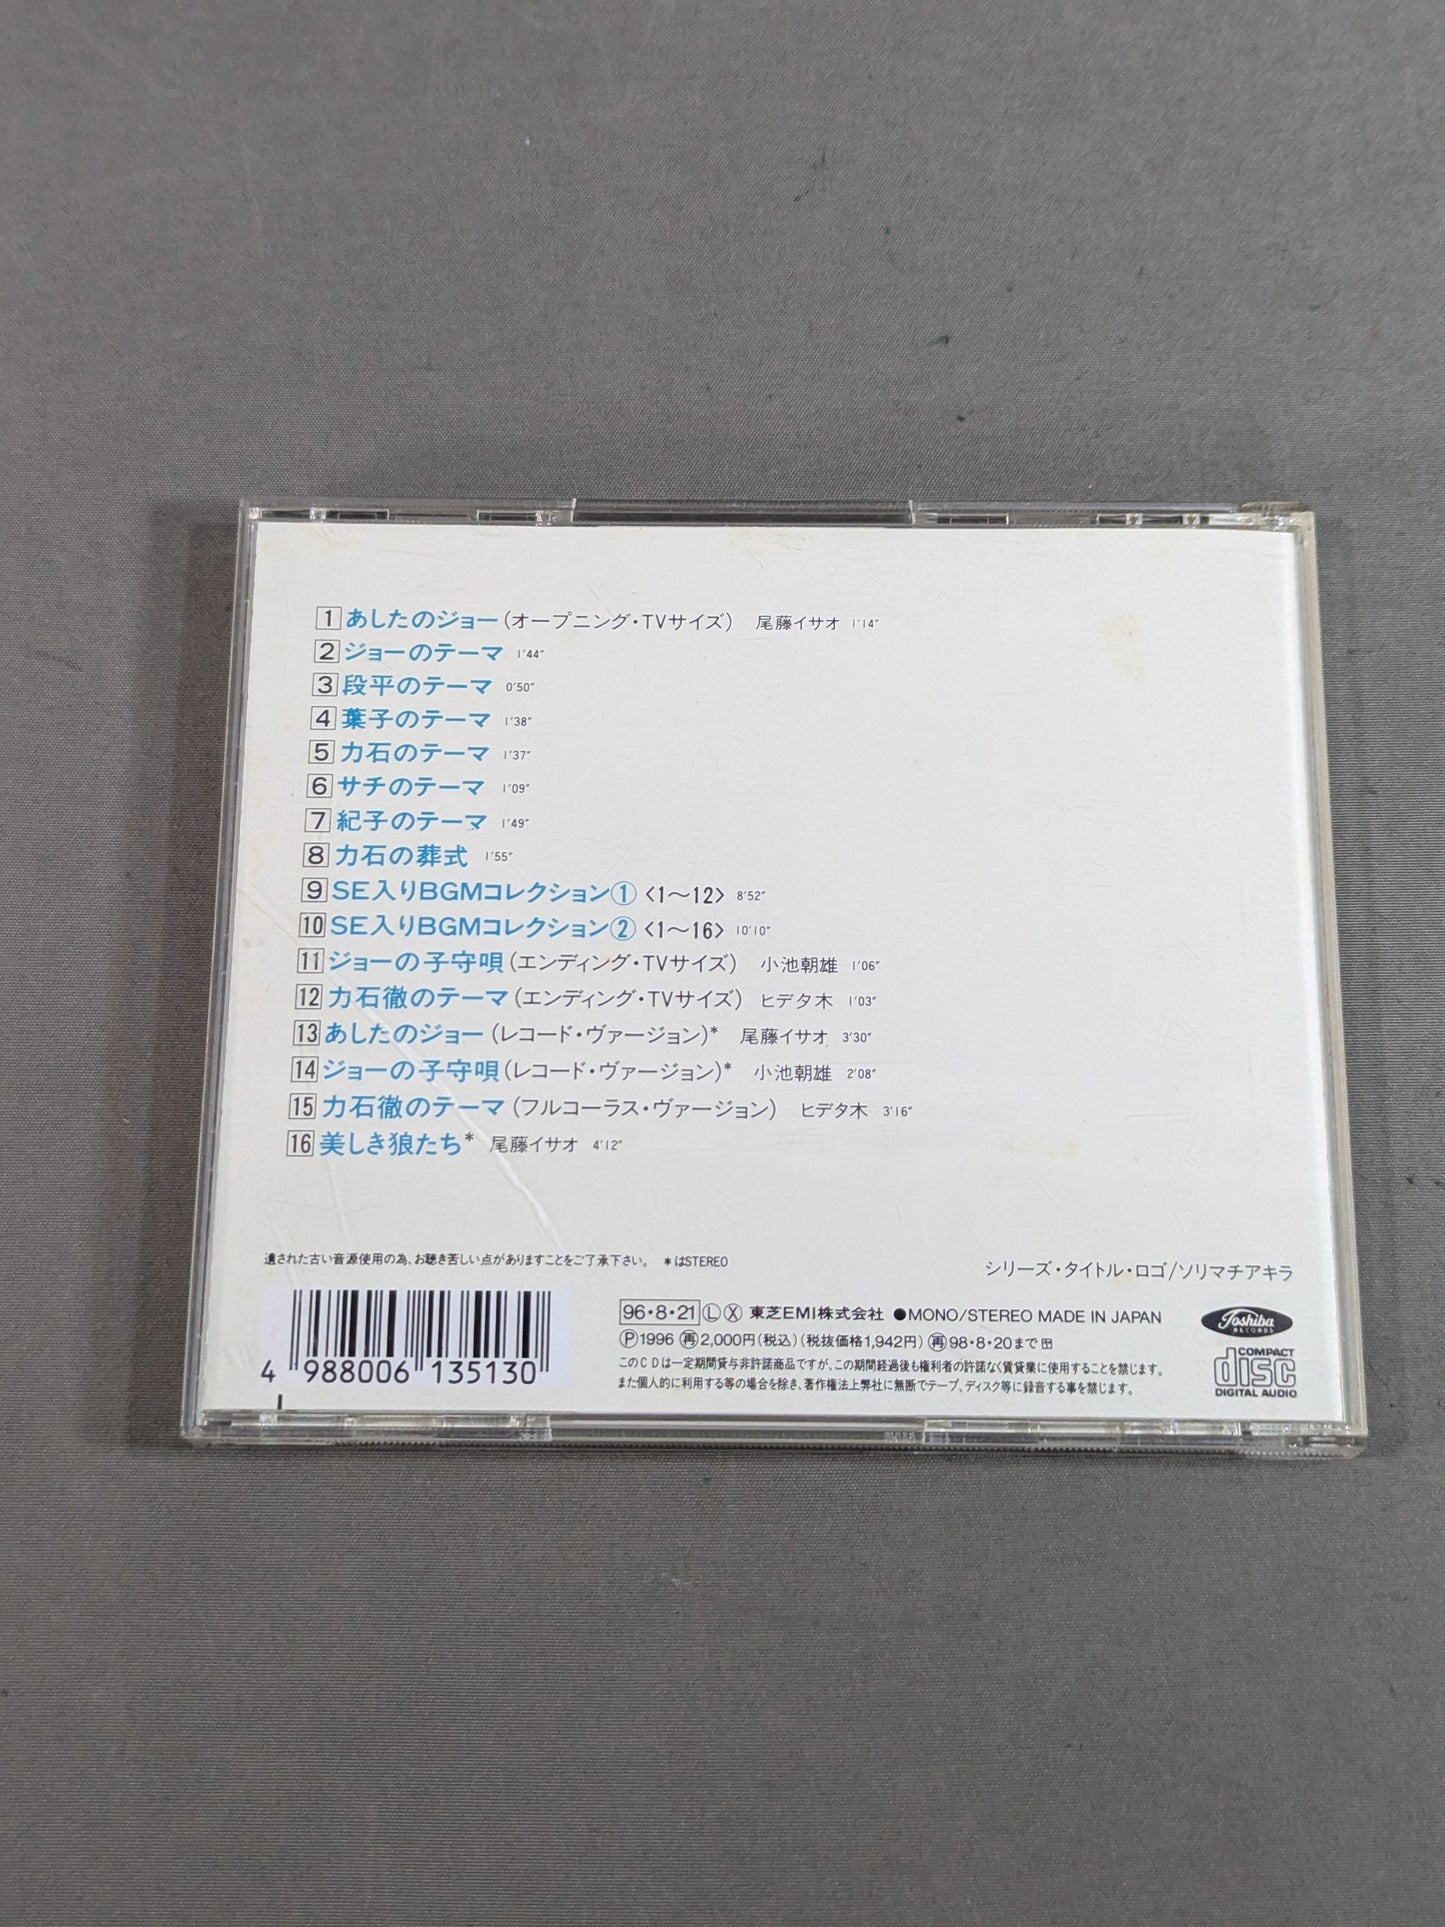 1 あしたのジョー(オープニング・TVサイズ) 尾藤イサオ 1'14"
2 ジョーのテーマ 1'44"
3 段平のテーマ 0'50"
4 葉子のテーマ 1'38"
5 力石のテーマ 1'37"
6 サチのテーマ 1'09"
7 紀子のテーマ 1'49"
8 力石の葬式 1'55"
9 SE入りBGMコレクション① 〈1〜12〉 8'52"
10 SE入りBGMコレクション② 〈1〜16〉 10'10"
11 ジョーの子守唄(エンディング・TVサイズ) 小池朝雄 1'06"
12 力石徹のテーマ(エンディング・TVサイズ) ヒデタ木 1'03"
13 あしたのジョー(レコード・ヴァージョン)* 尾藤イサオ 3'30"
14 ジョーの子守唄(レコード・ヴァージョン)* 小池朝雄 2'08"
15 力石徹のテーマ(フルコーラス・ヴァージョン) ヒデタ木 3'16"
16 美しき狼たち* 尾藤イサオ 4'12"
遺された古い音源使用の為、お聴き苦しい点がありますことをご了承下さい。 *はSTEREO
シリーズ・タイトル・ロゴ/ソリマチアキラ
96・8・21 Ⓛ Ⓧ 東芝EMI株式会社 ●MONO/STEREO MADE IN JAPAN
Ⓟ1996 ㊢2,000円(税込)(税抜価格1,942円) 98・8・20まで
このCDは一定期間貸与非許諾商品ですが、この期間経過後も権利者の許諾なく賃貸業に使用することを禁じます。
また個人的に利用する等の場合を除き、著作権法上弊社に無断でテープ、ディスク等に録音する事を禁じます。
4 988006 135130
Toshiba
RECORDS
COMPACT
disc
DIGITAL AUDIO